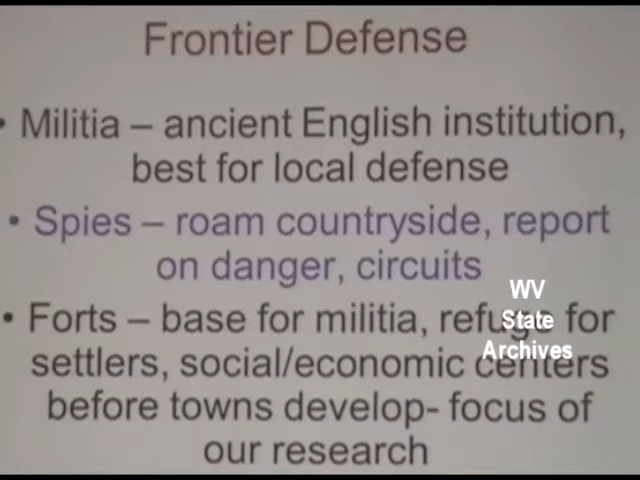 Frontier Defense
• Militia – ancient English institution,
best for local defense
• Spies – roam countryside, report
on danger, circuits
• Forts – base for militia, refuge for
settlers, social/economic centers
before towns develop- focus of
our research
WV
State
Archives